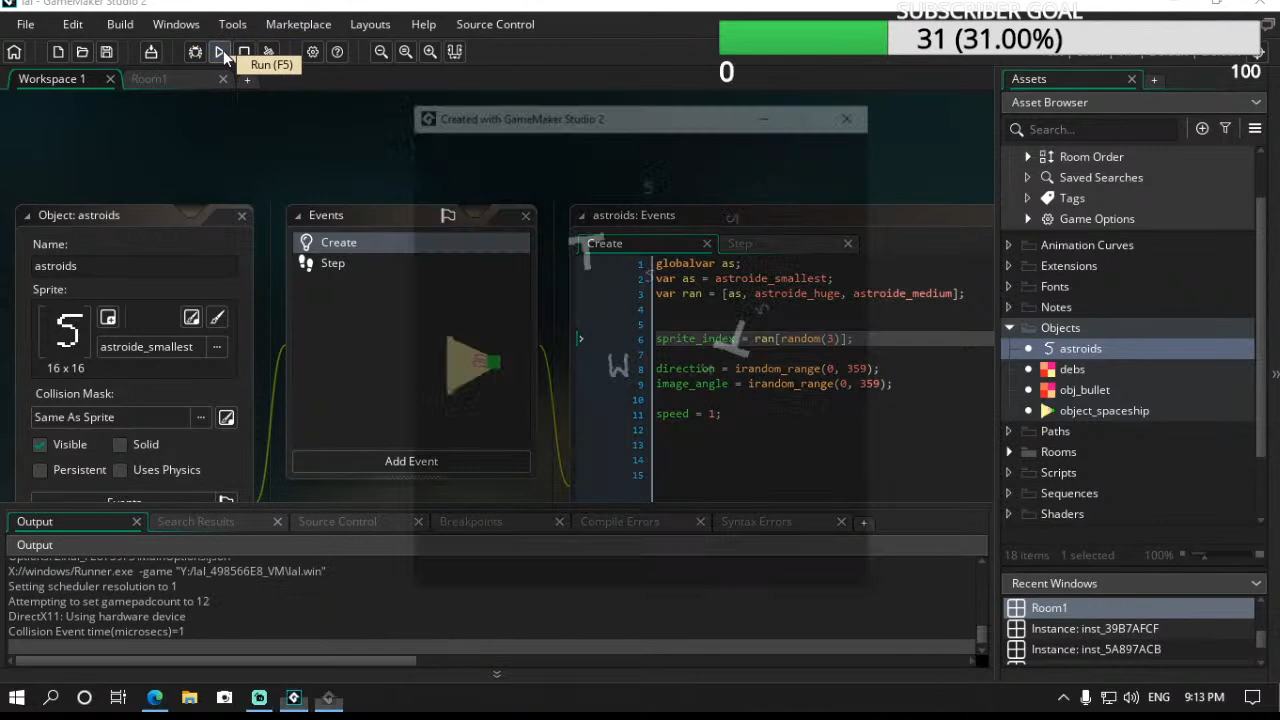 lal - GameMaker Studio 2
File Edit Build Windows Tools Marketplace Layouts Help Source Control
SUBSCRIBER GOAL
31 (31.00%)
0 100
Run (F5)
Workspace 1 Room1
Created with GameMaker Studio 2
Assets
Asset Browser
Search...
Room Order
Saved Searches
Tags
Game Options
Animation Curves
Extensions
Fonts
Notes
Objects
astroids
debs
obj_bullet
object_spaceship
Paths
Rooms
Scripts
Sequences
Shaders
18 items 1 selected 100%
Recent Windows
Room1
Instance: inst_39B7AFCF
Instance: inst_5A897ACB
Object: astroids
Name:
astroids
Sprite:
astroide_smallest
16 x 16
Collision Mask:
Same As Sprite
Visible Solid
Persistent Uses Physics
Events
Events
Create
Step
Add Event
astroids: Events
Create Step
1 globalvar as;
2 var as = astroide_smallest;
3 var ran = [as, astroide_huge, astroide_medium];
4
5
6 sprite_index = ran[random(3)];
7
8 direction = irandom_range(0, 359);
9 image_angle = irandom_range(0, 359);
10
11 speed = 1;
12
13
14
15
Output Search Results Source Control Breakpoints Compile Errors Syntax Errors
Output
X://windows/Runner.exe -game "Y:/lal_498566E8_VM\lal.win"
Setting scheduler resolution to 1
Attempting to set gamepadcount to 12
DirectX11: Using hardware device
Collision Event time(microsecs)=1
ENG 9:13 PM